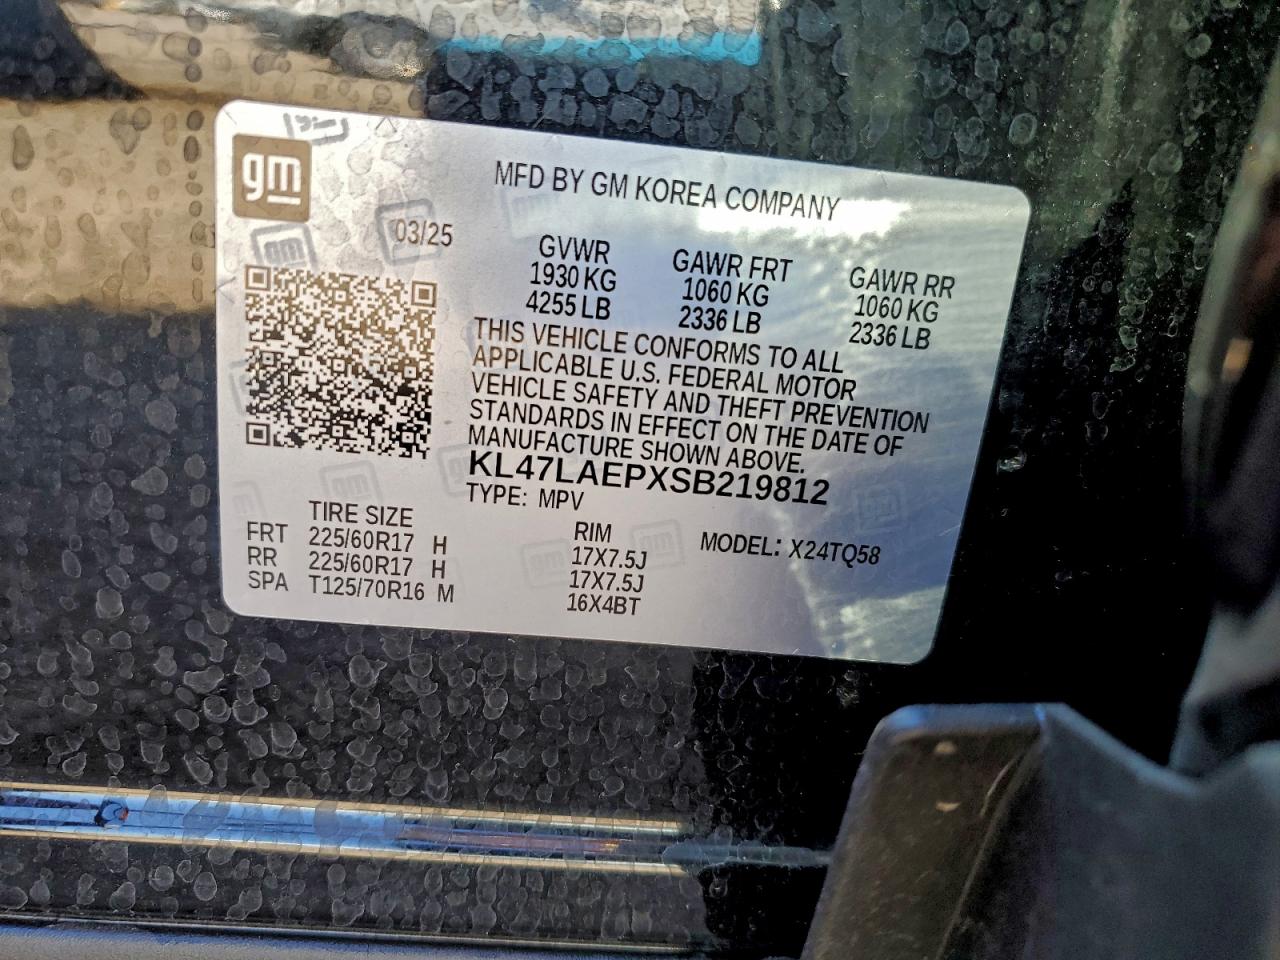 gm
MFD BY GM KOREA COMPANY
03/25
GVWR GAWR FRT GAWR RR
1930 KG 1060 KG 1060 KG
4255 LB 2336 LB 2336 LB
THIS VEHICLE CONFORMS TO ALL
APPLICABLE U.S. FEDERAL MOTOR
VEHICLE SAFETY AND THEFT PREVENTION
STANDARDS IN EFFECT ON THE DATE OF
MANUFACTURE SHOWN ABOVE.
KL47LAEPXSB219812
TYPE: MPV
TIRE SIZE RIM MODEL: X24TQ58
FRT 225/60R17 H 17X7.5J
RR 225/60R17 H 17X7.5J
SPA T125/70R16 M 16X4BT